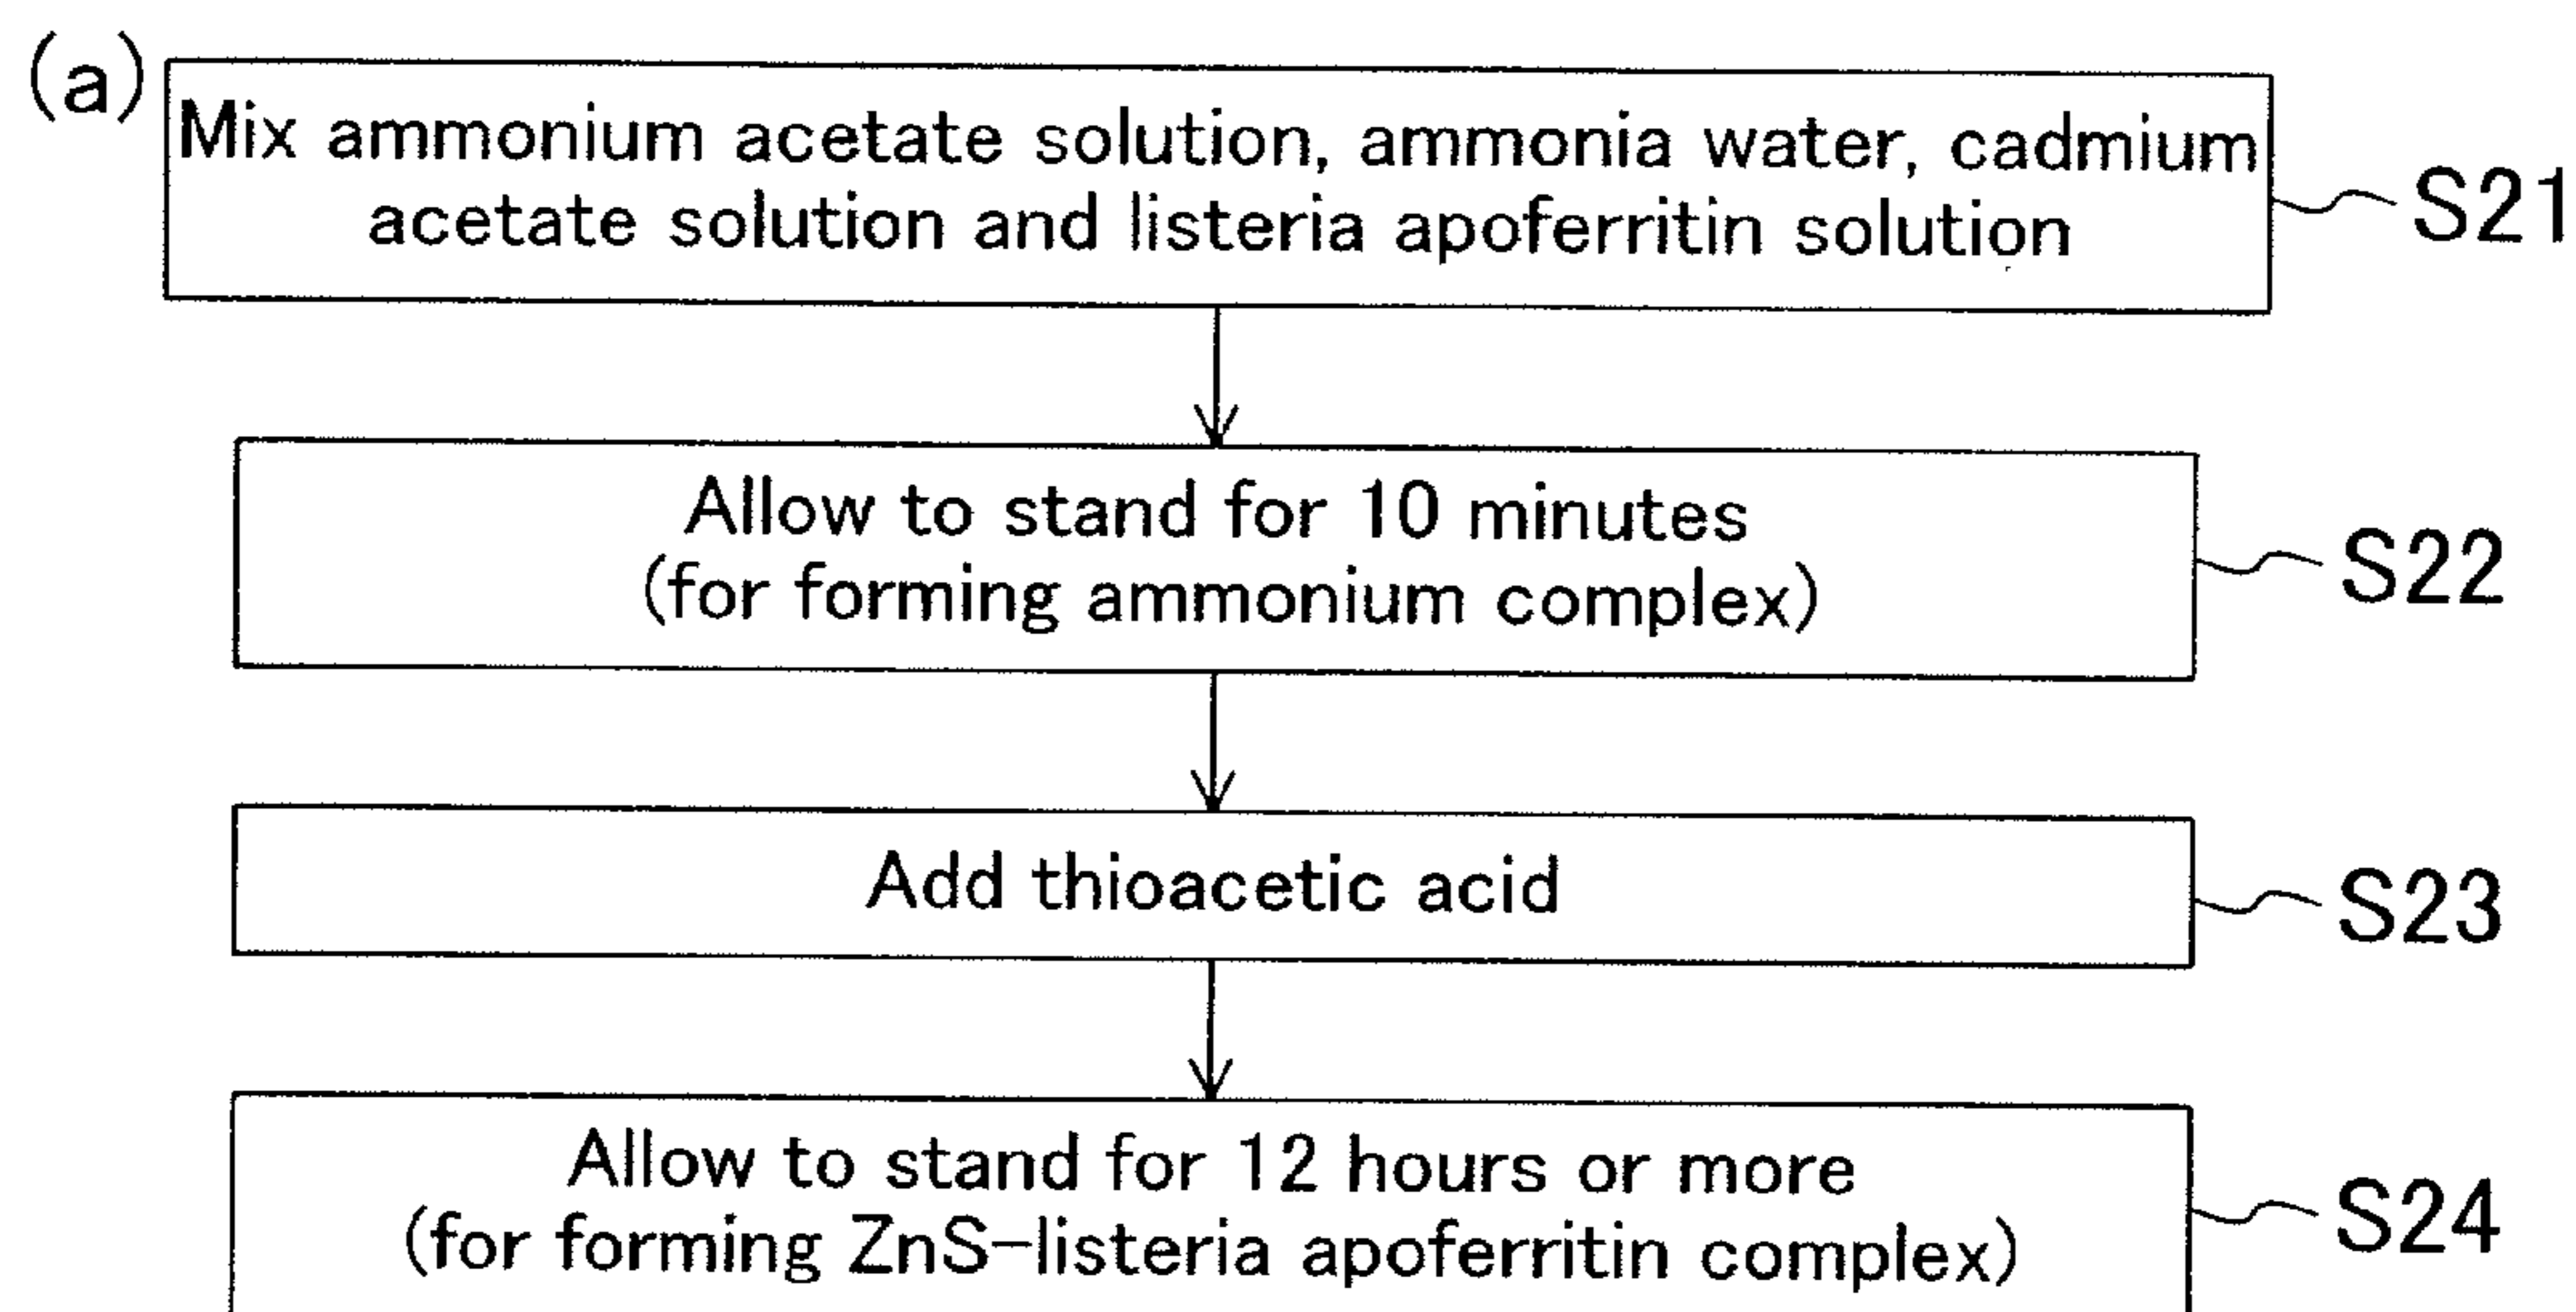 (a)
Mix ammonium acetate solution, ammonia water, cadmium
acetate solution and listeria apoferritin solution
S21
Allow to stand for 10 minutes
(for forming ammonium complex)
S22
Add thioacetic acid
S23
Allow to stand for 12 hours or more
(for forming ZnS-listeria apoferritin complex)
S24